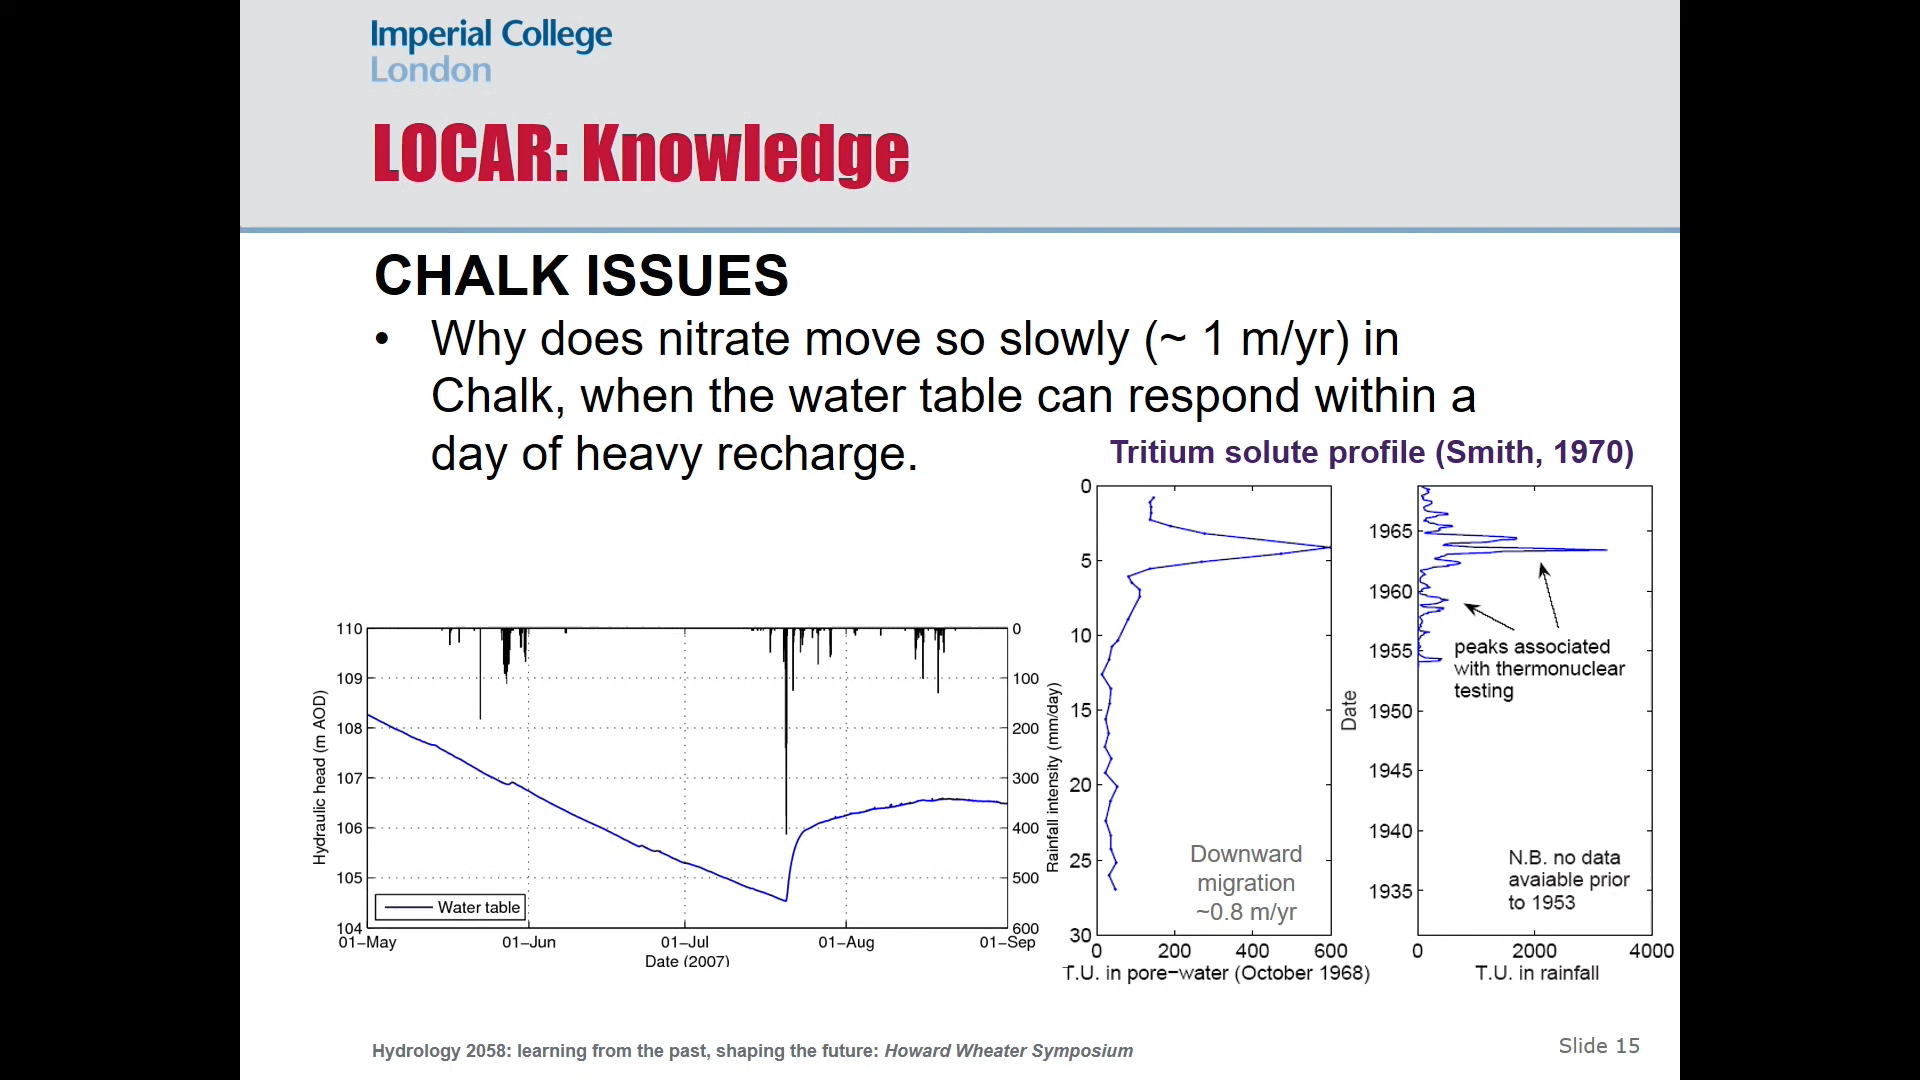 Imperial College
London
LOCAR: Knowledge
CHALK ISSUES
• Why does nitrate move so slowly (~ 1 m/yr) in
Chalk, when the water table can respond within a
day of heavy recharge.
Tritium solute profile (Smith, 1970)
110
109
108
107
106
105
104
Hydraulic head (m AOD)
0
100
200
300
400
500
600
Rainfall intensity (mm/day)
Water table
01−May
01−Jun
01−Jul
01−Aug
01−Sep
Date (2007)
0
5
10
15
20
25
30
Downward
migration
~0.8 m/yr
0
200
400
600
T.U. in pore−water (October 1968)
Date
1965
1960
1955
1950
1945
1940
1935
peaks associated
with thermonuclear
testing
N.B. no data
avaiable prior
to 1953
0
2000
4000
T.U. in rainfall
Hydrology 2058: learning from the past, shaping the future: Howard Wheater Symposium
Slide 15